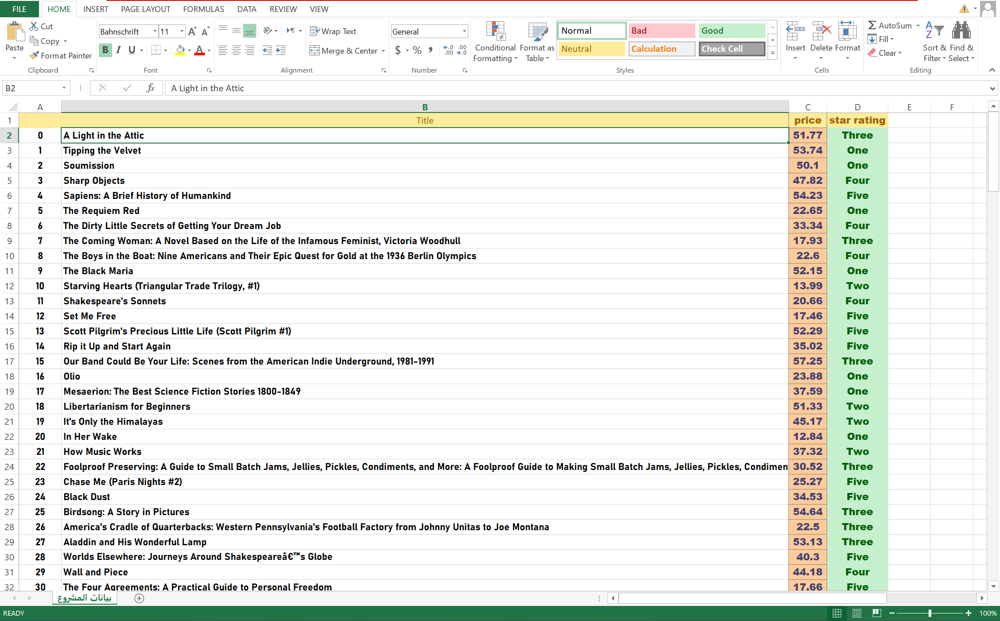 FILE HOME INSERT PAGE LAYOUT FORMULAS DATA REVIEW VIEW
Cut
Copy
Format Painter
Paste
Clipboard
Bahnschrift 11
B I U A
Font
Wrap Text
Merge & Center
Alignment
General
$ % ,
Number
Conditional Formatting
Format as Table
Normal Bad Good
Neutral Calculation Check Cell
Styles
Insert Delete Format
Cells
AutoSum
Fill
Clear
Sort & Filter
Find & Select
Editing
B2 fx A Light in the Attic
A B C D E F
1 Title price star rating
2 0 A Light in the Attic 51.77 Three
3 1 Tipping the Velvet 53.74 One
4 2 Soumission 50.1 One
5 3 Sharp Objects 47.82 Four
6 4 Sapiens: A Brief History of Humankind 54.23 Five
7 5 The Requiem Red 22.65 One
8 6 The Dirty Little Secrets of Getting Your Dream Job 33.34 Four
9 7 The Coming Woman: A Novel Based on the Life of the Infamous Feminist, Victoria Woodhull 17.93 Three
10 8 The Boys in the Boat: Nine Americans and Their Epic Quest for Gold at the 1936 Berlin Olympics 22.6 Four
11 9 The Black Maria 52.15 One
12 10 Starving Hearts (Triangular Trade Trilogy, #1) 13.99 Two
13 11 Shakespeare's Sonnets 20.66 Four
14 12 Set Me Free 17.46 Five
15 13 Scott Pilgrim's Precious Little Life (Scott Pilgrim #1) 52.29 Five
16 14 Rip it Up and Start Again 35.02 Five
17 15 Our Band Could Be Your Life: Scenes from the American Indie Underground, 1981-1991 57.25 Three
18 16 Olio 23.88 One
19 17 Mesaerion: The Best Science Fiction Stories 1800-1849 37.59 One
20 18 Libertarianism for Beginners 51.33 Two
21 19 It's Only the Himalayas 45.17 Two
22 20 In Her Wake 12.84 One
23 21 How Music Works 37.32 Two
24 22 Foolproof Preserving: A Guide to Small Batch Jams, Jellies, Pickles, Condiments, and More: A Foolproof Guide to Making Small Batch Jams, Jellies, Pickles, Condimen 30.52 Three
25 23 Chase Me (Paris Nights #2) 25.27 Five
26 24 Black Dust 34.53 Five
27 25 Birdsong: A Story in Pictures 54.64 Three
28 26 America's Cradle of Quarterbacks: Western Pennsylvania's Football Factory from Johnny Unitas to Joe Montana 22.5 Three
29 27 Aladdin and His Wonderful Lamp 53.13 Three
30 28 Worlds Elsewhere: Journeys Around Shakespeareâ€™s Globe 40.3 Five
31 29 Wall and Piece 44.18 Four
32 30 The Four Agreements: A Practical Guide to Personal Freedom 17.66 Five
بيانات المشروع
READY 100%